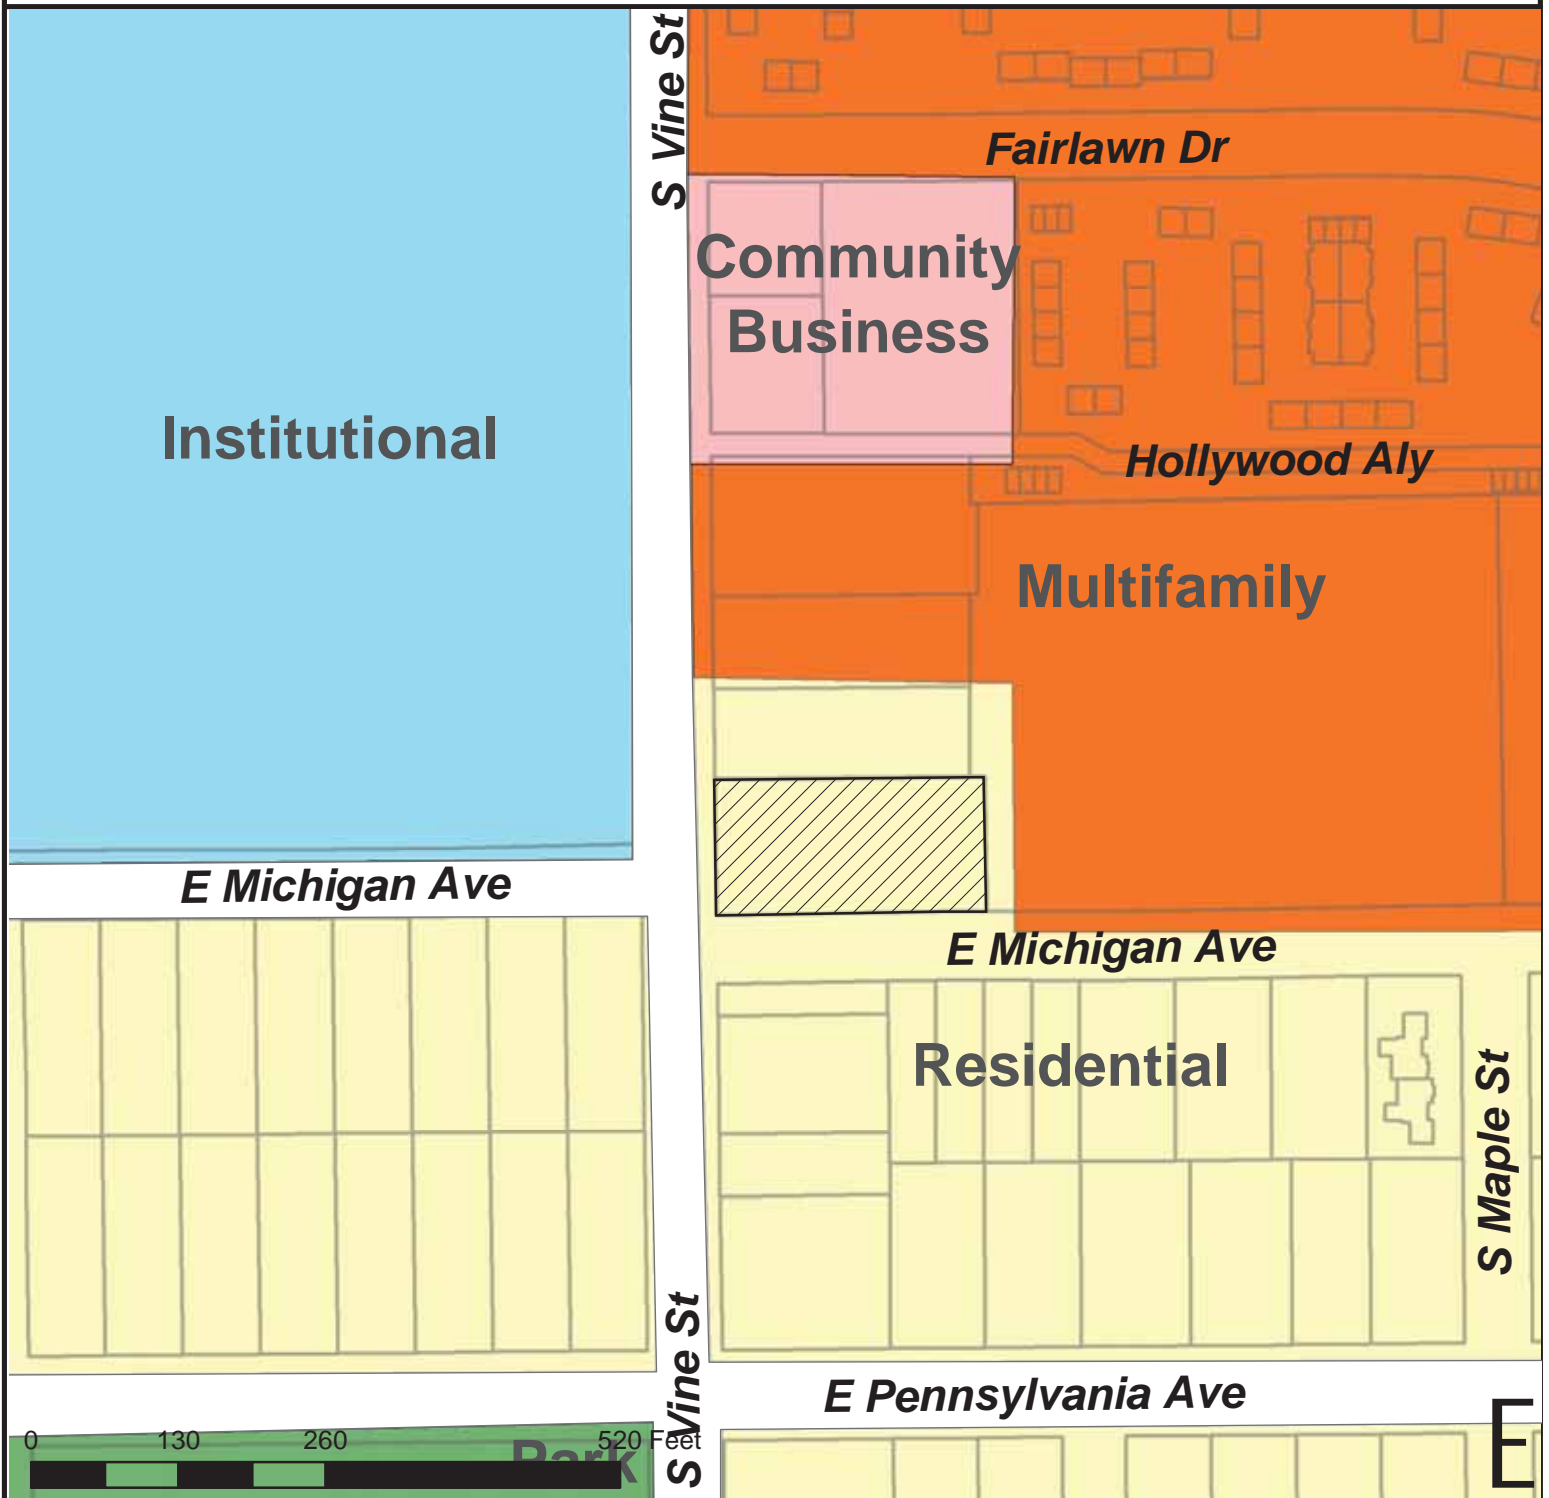 S Vine St
Fairlawn Dr
Community
Business
Institutional
Hollywood Aly
Multifamily
E Michigan Ave
E Michigan Ave
Residential
S Maple St
S Vine St
E Pennsylvania Ave
0 130 260 520 Feet
Park
E